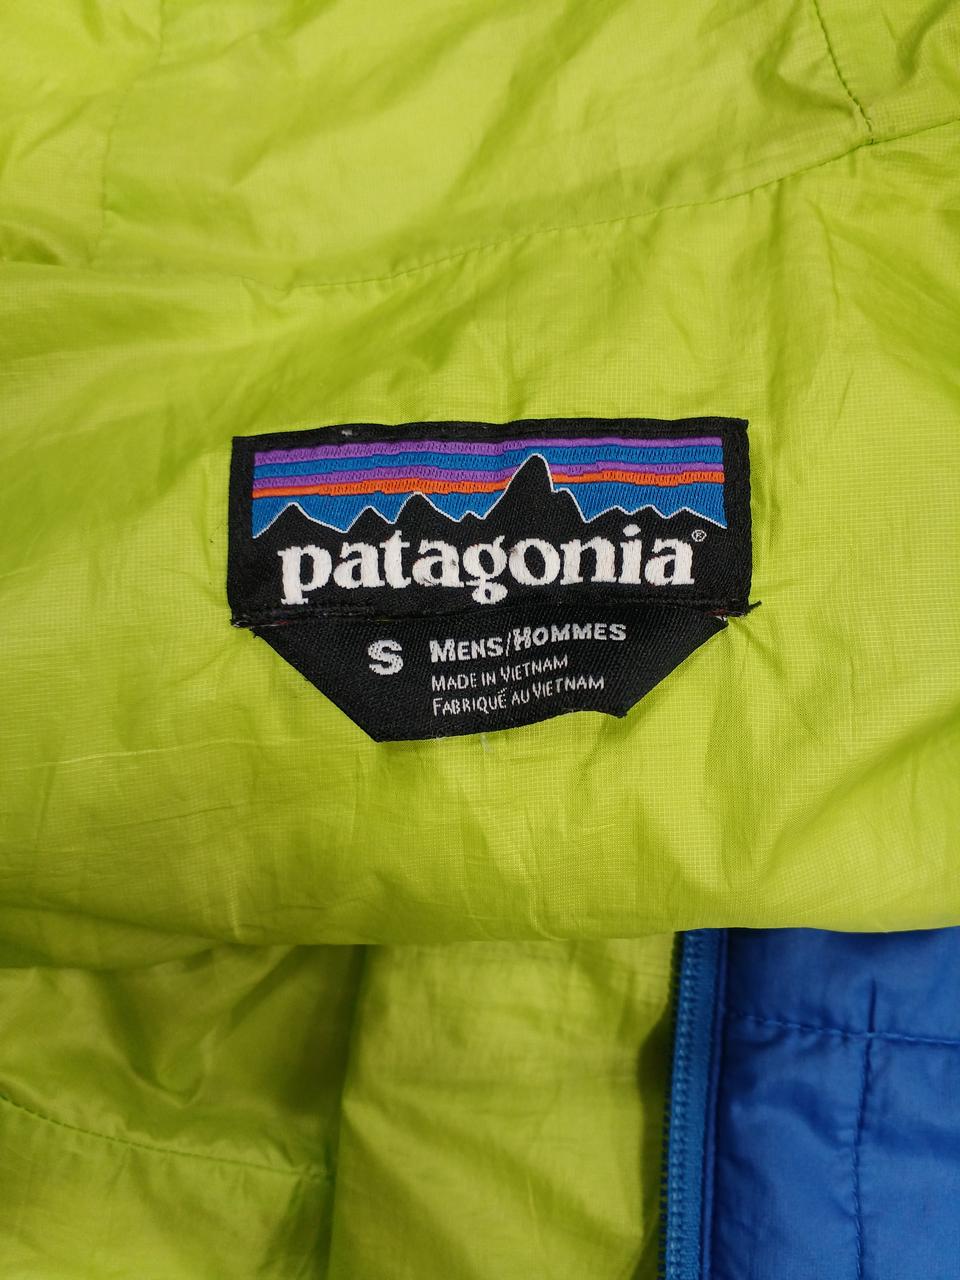 patagonia®
S MENS/HOMMES
MADE IN VIETNAM
FABRIQUÉ AU VIETNAM